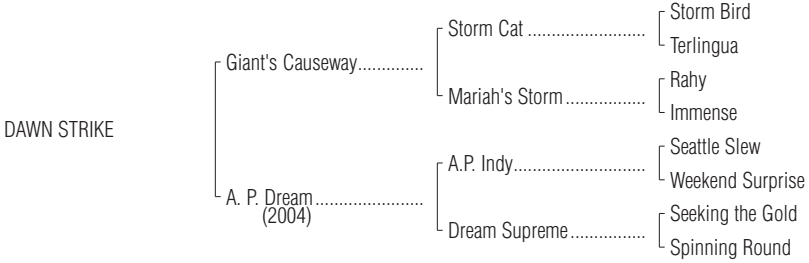 DAWN STRIKE
Giant's Causeway..............
A. P. Dream.......................
(2004)
Storm Cat .........................
Mariah's Storm .................
A.P. Indy............................
Dream Supreme................
Storm Bird
Terlingua
Rahy
Immense
Seattle Slew
Weekend Surprise
Seeking the Gold
Spinning Round